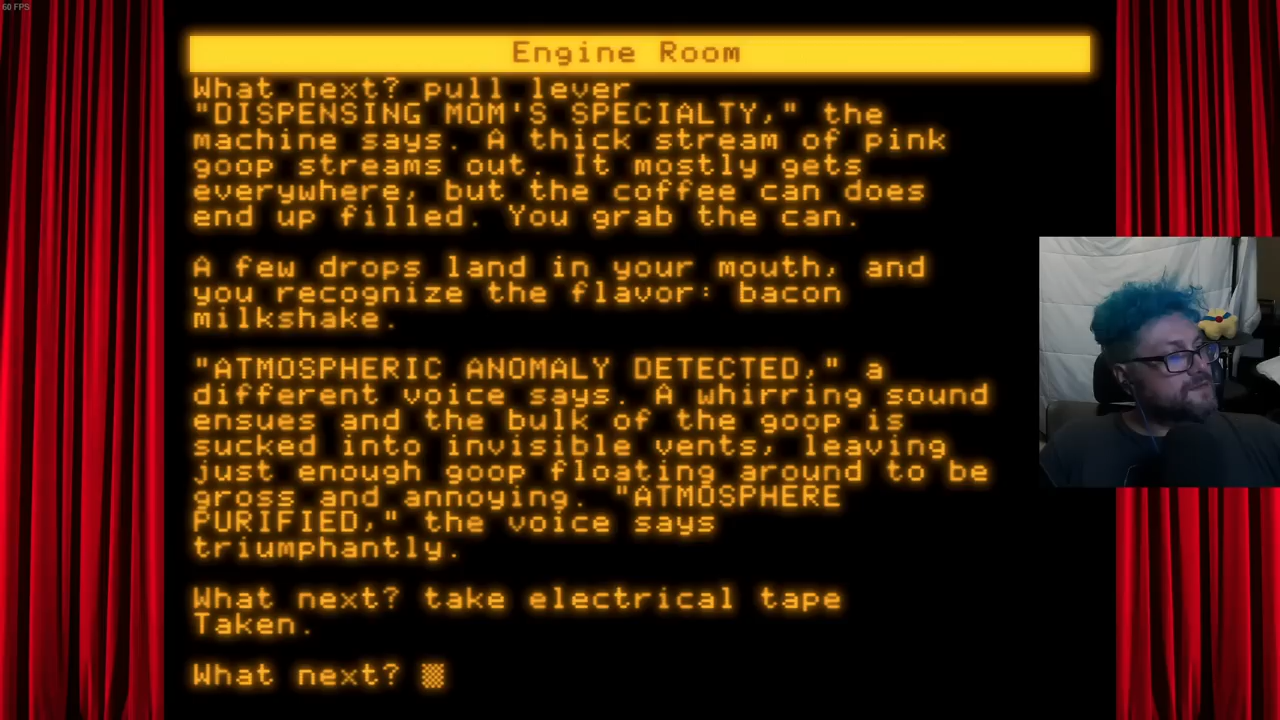 60 FPS
Engine Room
What next? pull lever
"DISPENSING MOM'S SPECIALTY," the
machine says. A thick stream of pink
goop streams out. It mostly gets
everywhere, but the coffee can does
end up filled. You grab the can.
A few drops land in your mouth, and
you recognize the flavor: bacon
milkshake.
"ATMOSPHERIC ANOMALY DETECTED," a
different voice says. A whirring sound
ensues and the bulk of the goop is
sucked into invisible vents, leaving
just enough goop floating around to be
gross and annoying. "ATMOSPHERE
PURIFIED," the voice says
triumphantly.
What next? take electrical tape
Taken.
What next?